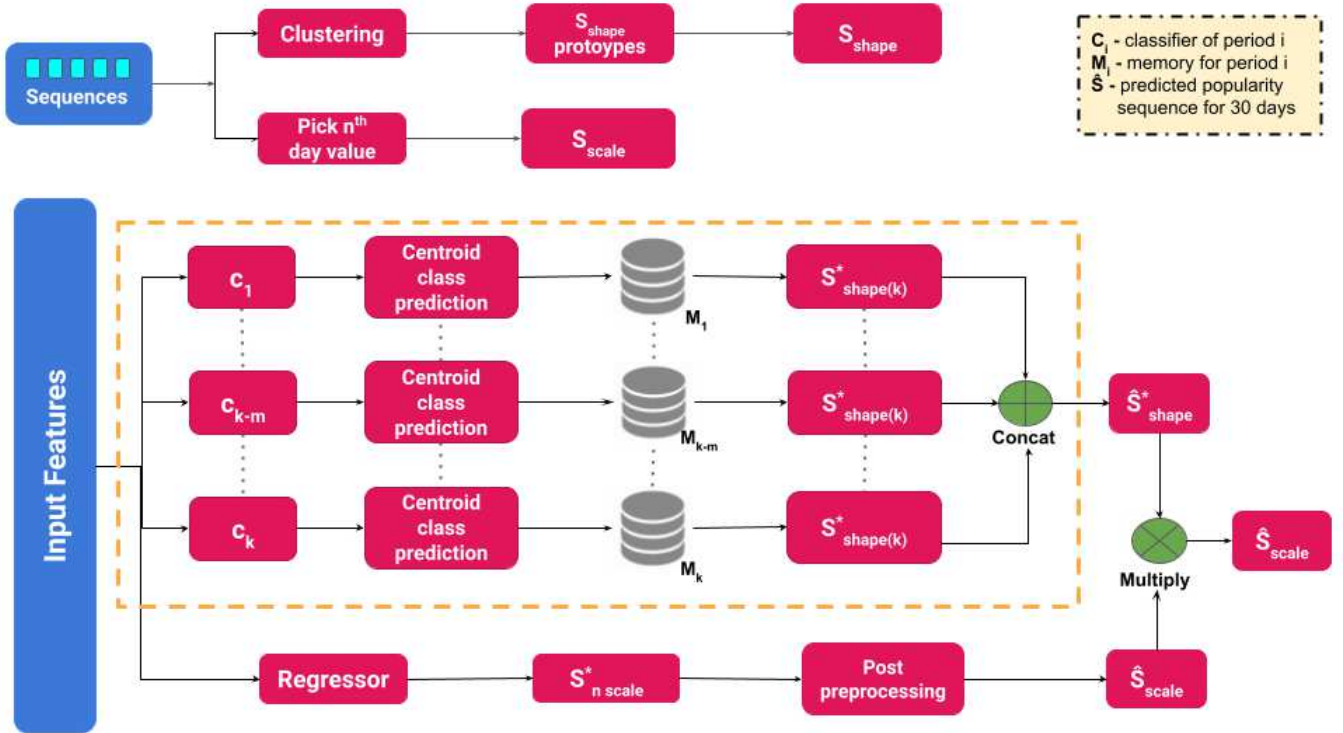 Sequences
Clustering
S_shape
protoypes
S_shape
Pick n^th
day value
S_scale
C_i - classifier of period i
M_i - memory for period i
Ŝ - predicted popularity
sequence for 30 days
Input Features
c_1
Centroid
class
prediction
M_1
S*_shape(k)
c_k-m
Centroid
class
prediction
M_k-m
S*_shape(k)
Concat
Ŝ*_shape
c_k
Centroid
class
prediction
M_k
S*_shape(k)
Multiply
Ŝ_scale
Regressor
S*_n scale
Post
preprocessing
Ŝ_scale